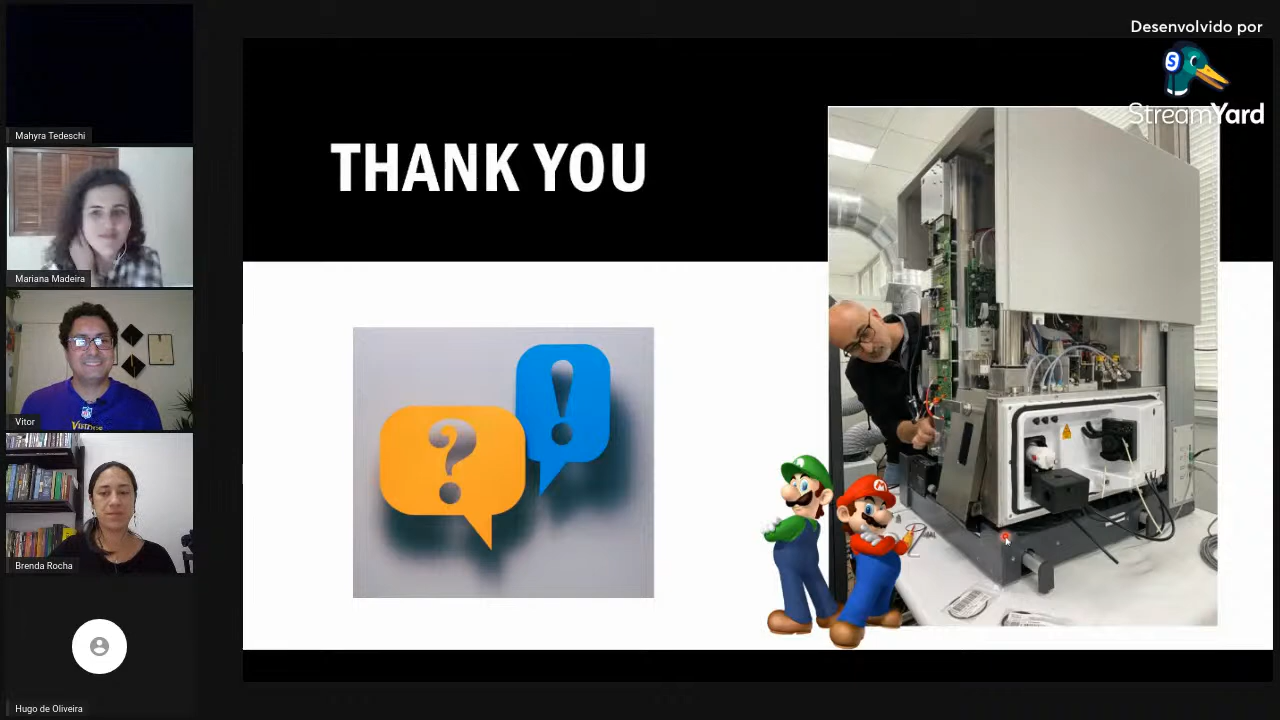 Desenvolvido por
StreamYard
Mahyra Tedeschi
Mariana Madeira
Vitor
Brenda Rocha
Hugo de Oliveira
THANK YOU
?
!